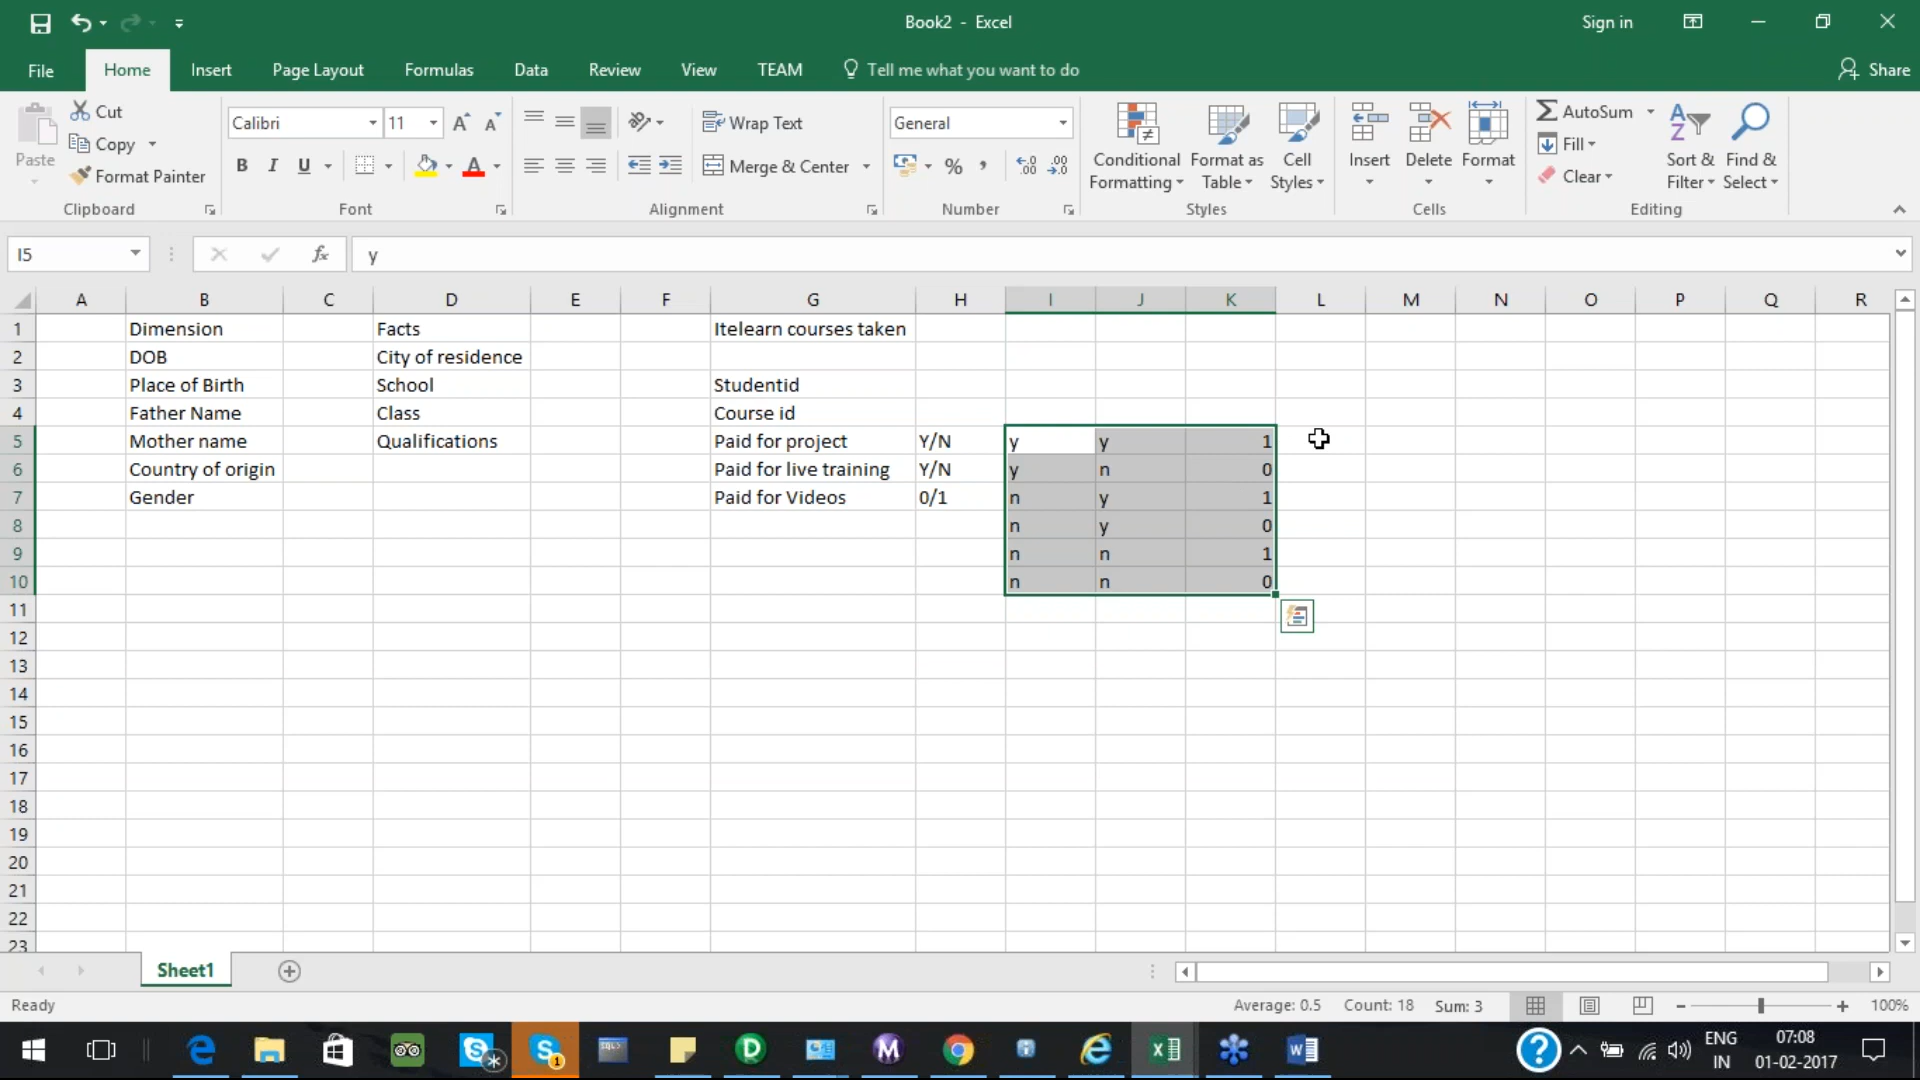 Book2 - Excel
Sign in
File
Home
Insert
Page Layout
Formulas
Data
Review
View
TEAM
Tell me what you want to do
Share
Paste
Cut
Copy
Format Painter
Clipboard
Calibri
11
B I U
Font
Wrap Text
Merge & Center
Alignment
General
%
Number
Conditional Formatting
Format as Table
Cell Styles
Styles
Insert
Delete
Format
Cells
AutoSum
Fill
Clear
Sort & Filter
Find & Select
Editing
I5
fx
y
A B C D E F G H I J K L M N O P Q R
1 Dimension Facts Itelearn courses taken
2 DOB City of residence
3 Place of Birth School Studentid
4 Father Name Class Course id
5 Mother name Qualifications Paid for project Y/N y y 1
6 Country of origin Paid for live training Y/N y n 0
7 Gender Paid for Videos 0/1 n y 1
8 n y 0
9 n n 1
10 n n 0
11
12
13
14
15
16
17
18
19
20
21
22
23
Sheet1
Ready
Average: 0.5 Count: 18 Sum: 3
100%
ENG
IN
07:08
01-02-2017